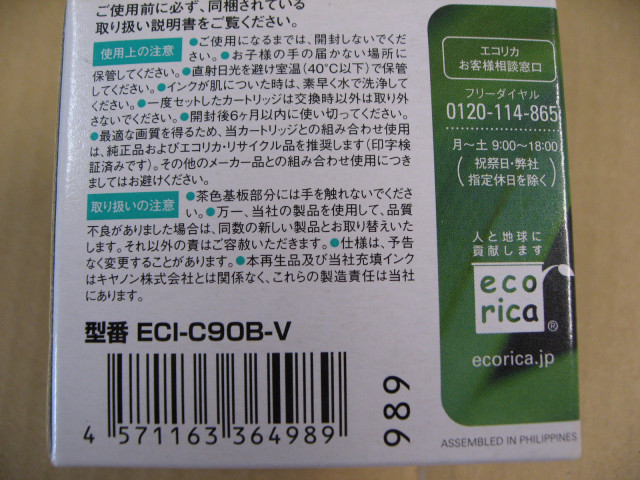 ご使用前に必ず、同梱されている
取り扱い説明書をご覧ください。
使用上の注意 ●ご使用になるまでは、開封しないでくだ
さい。●お子様の手の届かない場所に
保管してください。●直射日光を避け室温(40℃以下)で保管
してください。●インクが肌についた時は、素早く水で洗浄して
ください。●一度セットしたカートリッジは交換時以外は取り外
さないでください。●開封後6ヶ月以内に使い切ってください。
●最適な画質を得るため、当カートリッジとの組み合わせ使用
は、純正品およびエコリカ・リサイクル品を推奨します(印字検
証済みです)。その他のメーカー品との組み合わせ使用につき
ましてはお避けください。
取り扱いの注意 ●茶色基板部分には手を触れないでくださ
い。●万一、当社の製品を使用して、品質
不良がありました場合は、同数の新しい製品とお取り替えいた
します。それ以外の責はご容赦いただきます。●仕様は、予告
なく変更することがあります。●本再生品及び当社充填インク
はキヤノン株式会社とは関係なく、これらの製造責任は当社
にあります。
型番 ECI-C90B-V
4 571163 364989
989
エコリカ
お客様相談窓口
フリーダイヤル
0120-114-865
月〜土 9:00〜18:00
(祝祭日・弊社
指定休日を除く)
人と地球に
貢献します
eco
rica®
ecorica.jp
ASSEMBLED IN PHILIPPINES